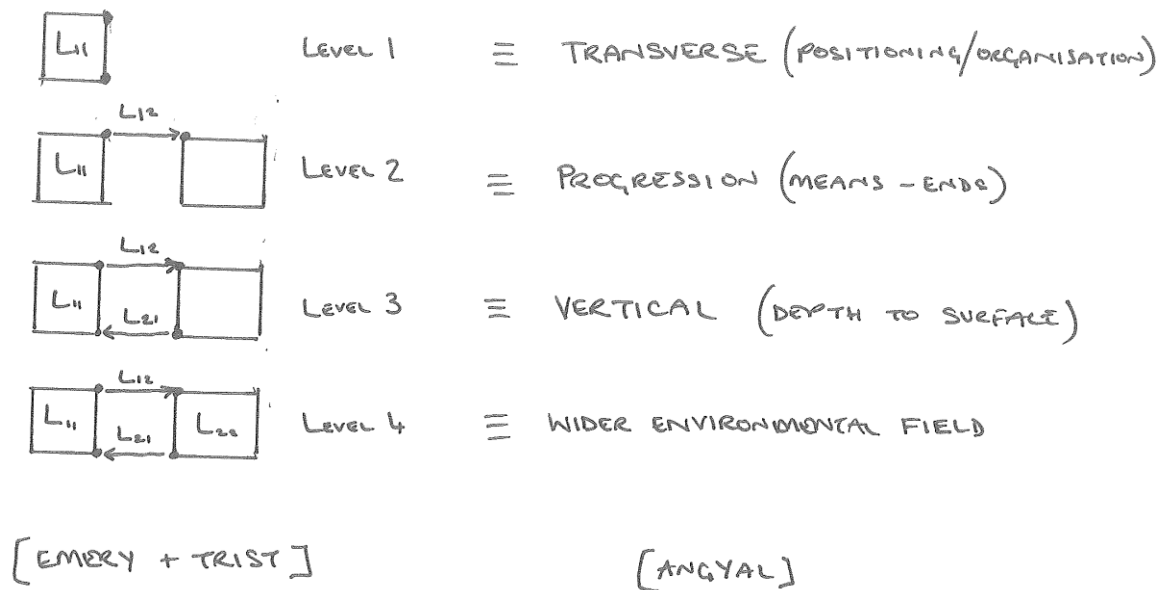 L11 LEVEL 1 ≡ TRANSVERSE (POSITIONING/ORGANISATION)
L12
L11 LEVEL 2 ≡ PROGRESSION (MEANS-ENDS)
L12
L11 L21 LEVEL 3 ≡ VERTICAL (DEPTH TO SURFACE)
L12
L11 L21 L22 LEVEL 4 ≡ WIDER ENVIRONMENTAL FIELD
[EMERY + TRIST] [ANGYAL]